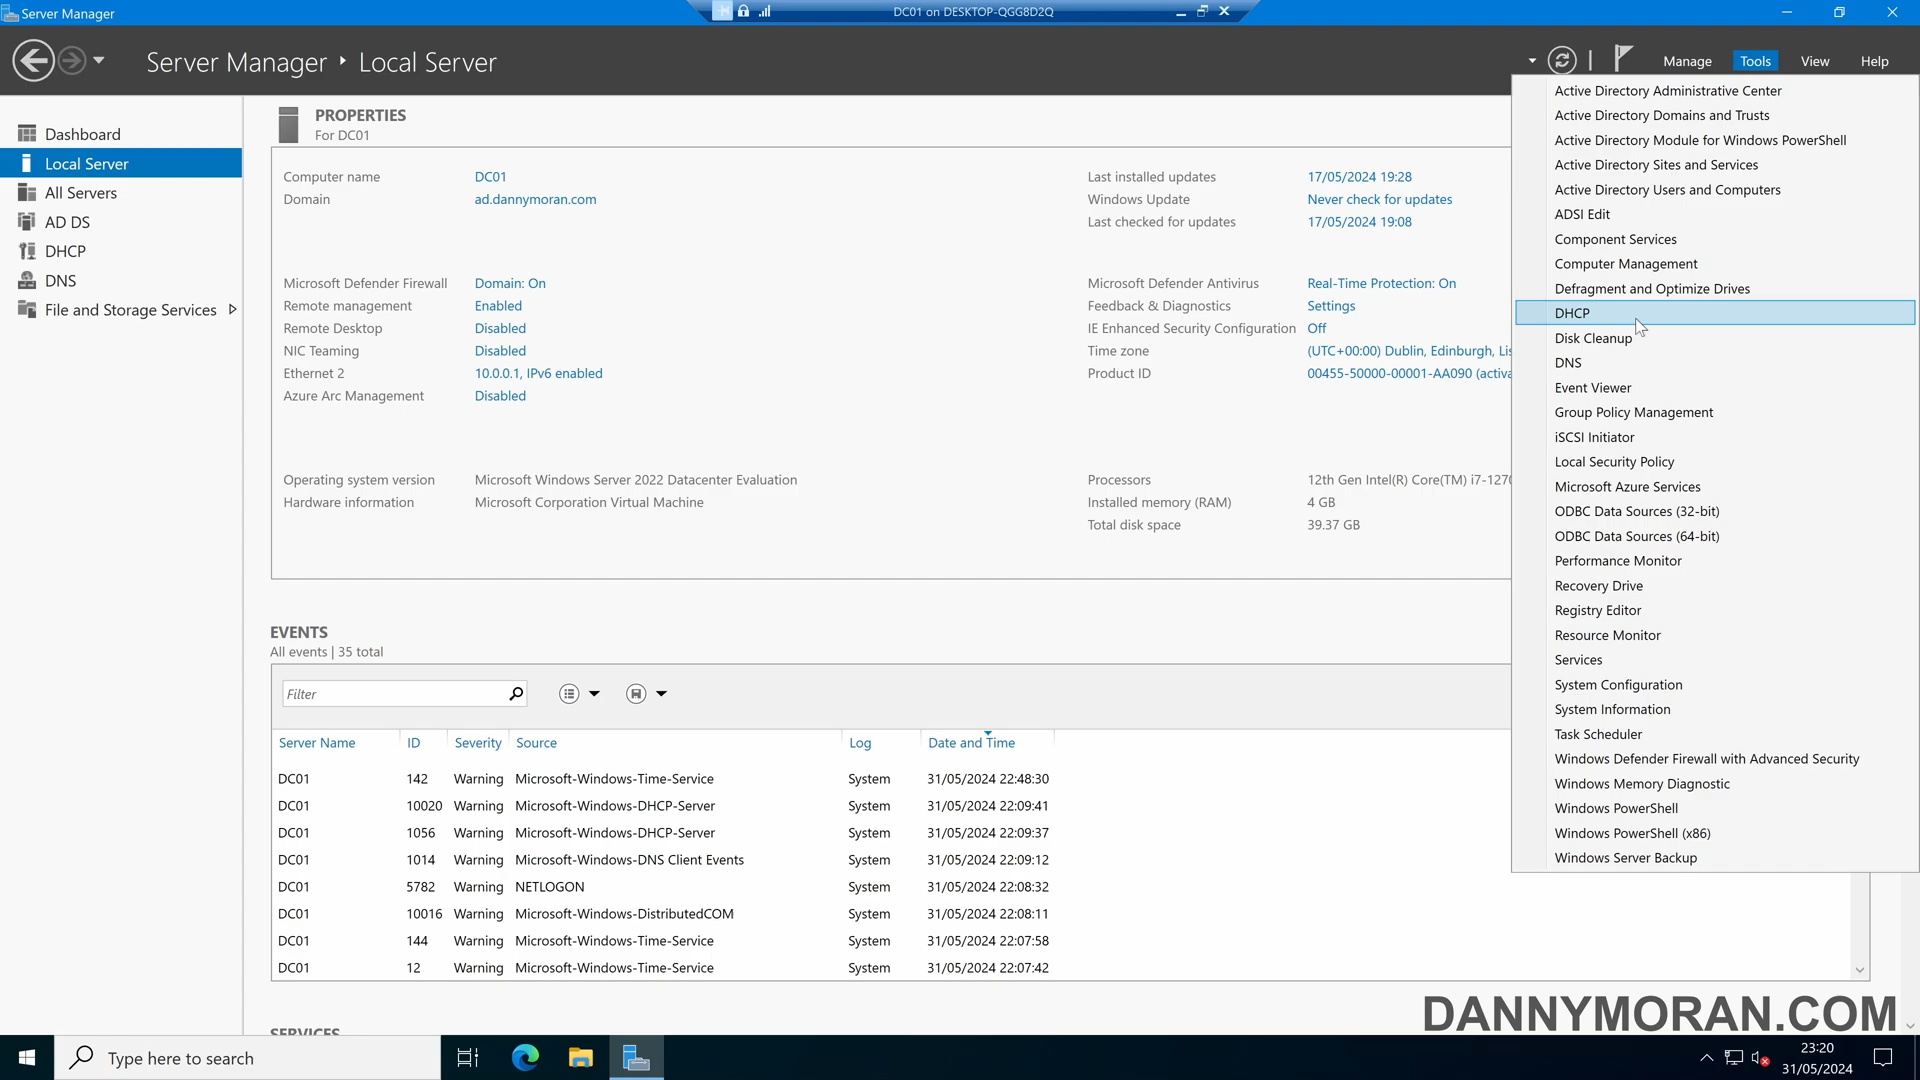 Server Manager
DC01 on DESKTOP-QGG8D2Q
Server Manager ‣ Local Server
Manage Tools View Help
Dashboard
Local Server
All Servers
AD DS
DHCP
DNS
File and Storage Services
PROPERTIES
For DC01
Computer name DC01
Domain ad.dannymoran.com
Last installed updates 17/05/2024 19:28
Windows Update Never check for updates
Last checked for updates 17/05/2024 19:08
Microsoft Defender Firewall Domain: On
Remote management Enabled
Remote Desktop Disabled
NIC Teaming Disabled
Ethernet 2 10.0.0.1, IPv6 enabled
Azure Arc Management Disabled
Microsoft Defender Antivirus Real-Time Protection: On
Feedback & Diagnostics Settings
IE Enhanced Security Configuration Off
Time zone (UTC+00:00) Dublin, Edinburgh, Lis
Product ID 00455-50000-00001-AA090 (activa
Operating system version Microsoft Windows Server 2022 Datacenter Evaluation
Hardware information Microsoft Corporation Virtual Machine
Processors 12th Gen Intel(R) Core(TM) i7-1270
Installed memory (RAM) 4 GB
Total disk space 39.37 GB
EVENTS
All events | 35 total
Filter
Server Name ID Severity Source Log Date and Time
DC01 142 Warning Microsoft-Windows-Time-Service System 31/05/2024 22:48:30
DC01 10020 Warning Microsoft-Windows-DHCP-Server System 31/05/2024 22:09:41
DC01 1056 Warning Microsoft-Windows-DHCP-Server System 31/05/2024 22:09:37
DC01 1014 Warning Microsoft-Windows-DNS Client Events System 31/05/2024 22:09:12
DC01 5782 Warning NETLOGON System 31/05/2024 22:08:32
DC01 10016 Warning Microsoft-Windows-DistributedCOM System 31/05/2024 22:08:11
DC01 144 Warning Microsoft-Windows-Time-Service System 31/05/2024 22:07:58
DC01 12 Warning Microsoft-Windows-Time-Service System 31/05/2024 22:07:42
SERVICES
Active Directory Administrative Center
Active Directory Domains and Trusts
Active Directory Module for Windows PowerShell
Active Directory Sites and Services
Active Directory Users and Computers
ADSI Edit
Component Services
Computer Management
Defragment and Optimize Drives
DHCP
Disk Cleanup
DNS
Event Viewer
Group Policy Management
iSCSI Initiator
Local Security Policy
Microsoft Azure Services
ODBC Data Sources (32-bit)
ODBC Data Sources (64-bit)
Performance Monitor
Recovery Drive
Registry Editor
Resource Monitor
Services
System Configuration
System Information
Task Scheduler
Windows Defender Firewall with Advanced Security
Windows Memory Diagnostic
Windows PowerShell
Windows PowerShell (x86)
Windows Server Backup
DANNYMORAN.COM
Type here to search
23:20
31/05/2024